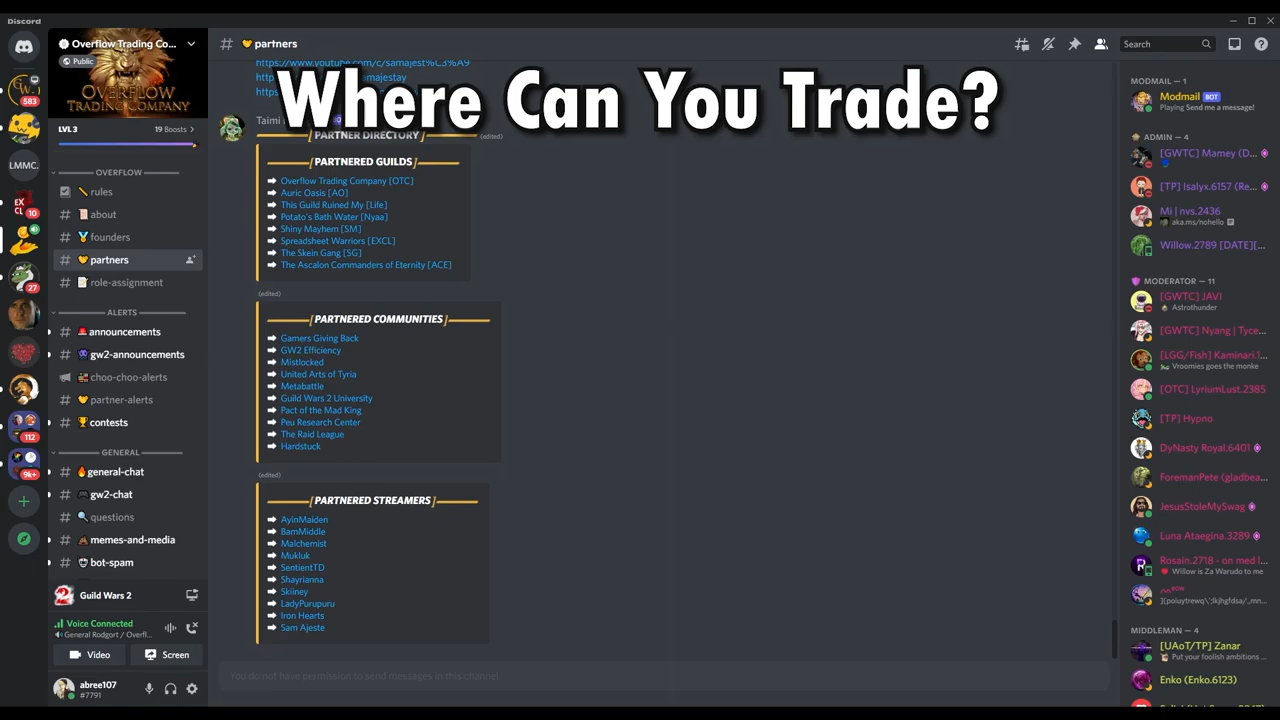 Discord
Overflow Trading Co...
Public
OVERFLOW
TRADING COMPANY
LVL 3
19 Boosts
OVERFLOW
rules
about
founders
partners
role-assignment
ALERTS
announcements
gw2-announcements
choo-choo-alerts
partner-alerts
contests
GENERAL
general-chat
gw2-chat
questions
memes-and-media
bot-spam
Guild Wars 2
Voice Connected
General Rodgort / Overfl...
Video
Screen
abree107
#7791
583
LMMC.
EX
CL
10
27
112
9k+
partners
Search
https://www.youtube.com/c/samajest%C3%A9
Where Can You Trade?
PARTNER DIRECTORY
(edited)
[PARTNERED GUILDS]
Overflow Trading Company [OTC]
Auric Oasis [AO]
This Guild Ruined My [Life]
Potato's Bath Water [Nyaa]
Shiny Mayhem [SM]
Spreadsheet Warriors [EXCL]
The Skein Gang [SG]
The Ascalon Commanders of Eternity [ACE]
(edited)
[PARTNERED COMMUNITIES]
Gamers Giving Back
GW2 Efficiency
Mistlocked
United Arts of Tyria
Metabattle
Guild Wars 2 University
Pact of the Mad King
Peu Research Center
The Raid League
Hardstuck
(edited)
[PARTNERED STREAMERS]
AyinMaiden
BamMiddle
Malchemist
Mukluk
SentientTD
Shayrianna
Skiiney
LadyPurupuru
Iron Hearts
Sam Ajeste
You do not have permission to send messages in this channel.
MODMAIL — 1
Modmail BOT
Playing Send me a message!
ADMIN — 4
[GWTC] Mamey (D...
[TP] Isalyx.6157 (Re...
Mi | nvs.2436
aka.ms/nohello
Willow.2789 [DATE][...
MODERATOR — 11
[GWTC] JAVI
Astrothunder
[GWTC] Nyang | Tyce...
[LGG/Fish] Kaminari.1...
Vroomies goes the monke
[OTC] LyriumLust.2385
[TP] Hypno
DyNasty Royal.6401
ForemanPete (gladbea...
JesusStoleMySwag
Luna Ataegina.3289
Rosain.2718 - on med l...
Willow is Za Warudo to me
MIDDLEMAN — 4
[UAoT/TP] Zanar
Put your foolish ambitions ...
Enko (Enko.6123)